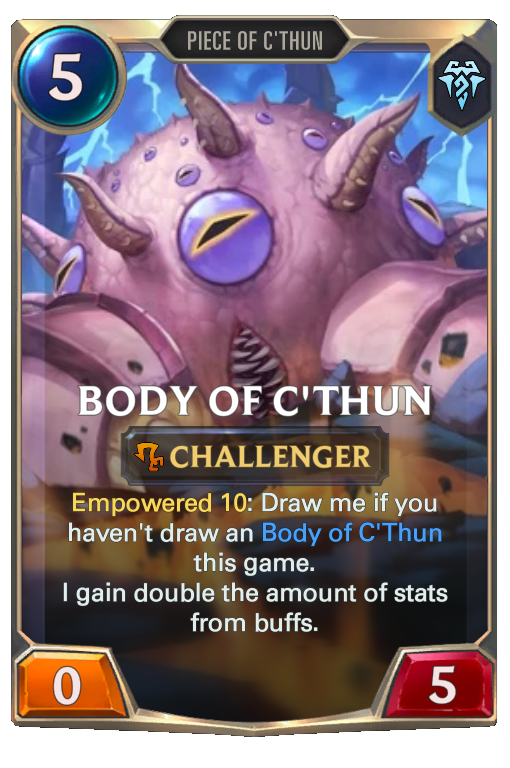 PIECE OF C'THUN
5
BODY OF C'THUN
CHALLENGER
Empowered 10: Draw me if you
haven't draw an Body of C'Thun
this game.
I gain double the amount of stats
from buffs.
0
5